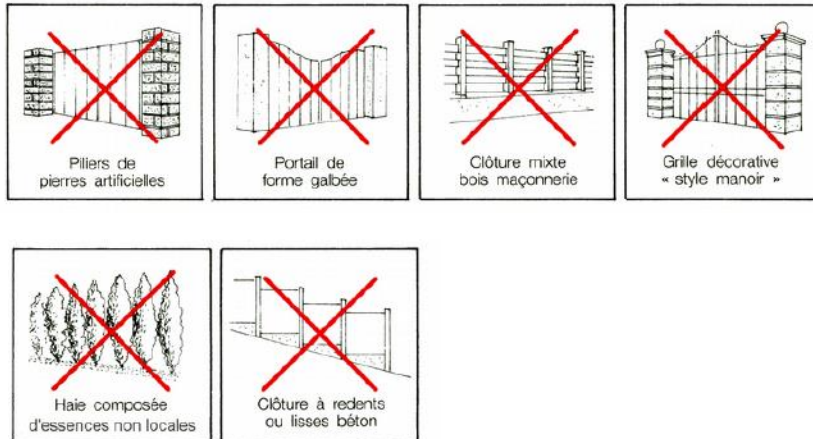 Piliers de
pierres artificielles
Portail de
forme galbée
Clôture mixte
bois maçonnerie
Grille décorative
« style manoir »
Haie composée
d'essences non locales
Clôture à redents
ou lisses béton